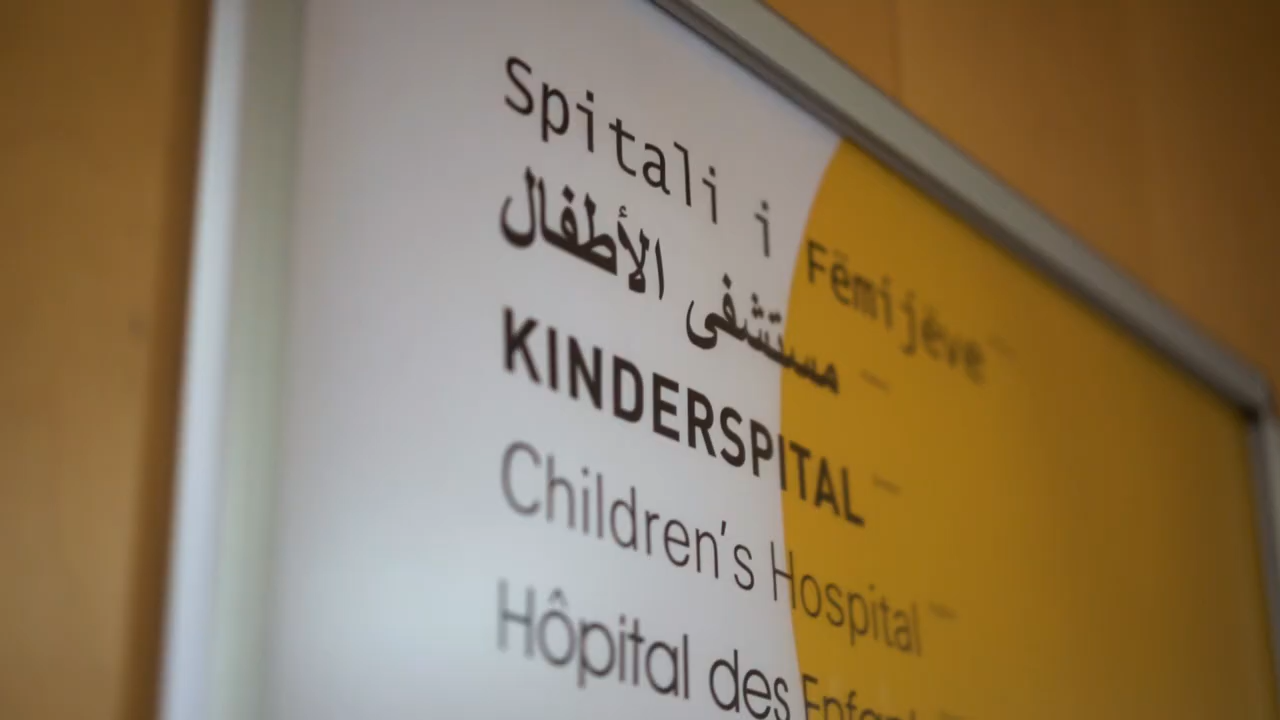 Spitali i Fëmijëve
مستشفى الأطفال
KINDERSPITAL
Children's Hospital
Hôpital des